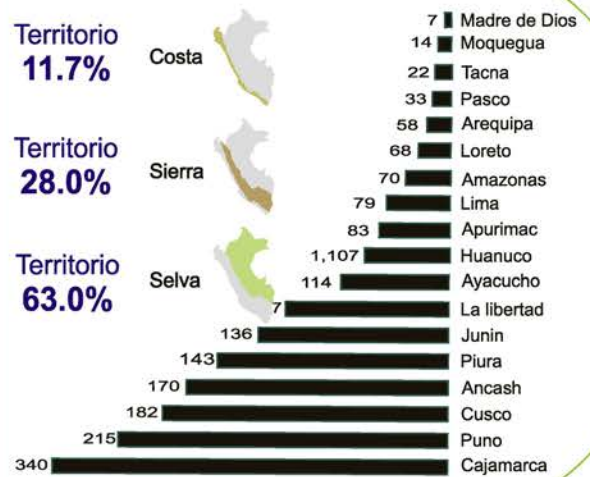 Territorio
11.7%
Costa
Territorio
28.0%
Sierra
Territorio
63.0%
Selva
7 Madre de Dios
14 Moquegua
22 Tacna
33 Pasco
58 Arequipa
68 Loreto
70 Amazonas
79 Lima
83 Apurimac
1,107 Huanuco
114 Ayacucho
7 La libertad
136 Junin
143 Piura
170 Ancash
182 Cusco
215 Puno
340 Cajamarca